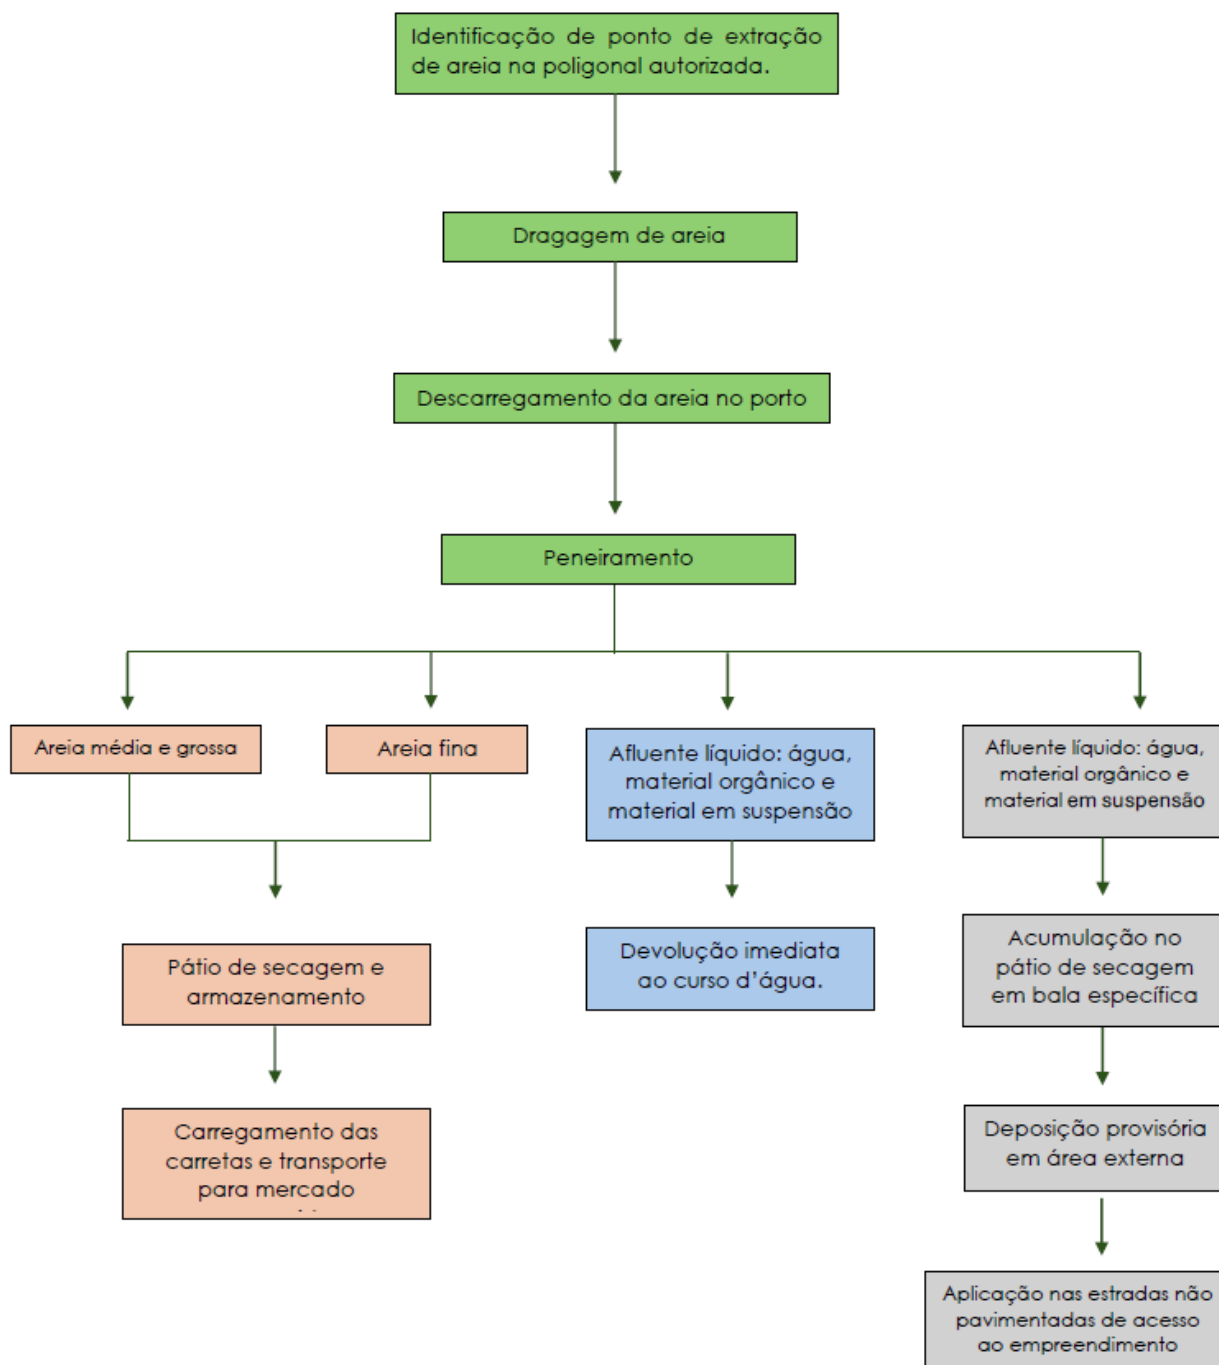 Identificação de ponto de extração
de areia na poligonal autorizada.
Dragagem de areia
Descarregamento da areia no porto
Peneiramento
Areia média e grossa
Areia fina
Afluente líquido: água,
material orgânico e
material em suspensão
Afluente líquido: água,
material orgânico e
material em suspensão
Pátio de secagem e
armazenamento
Devolução imediata
ao curso d’água.
Acumulação no
pátio de secagem
em bala específica
Carregamento das
carretas e transporte
para mercado
Deposição provisória
em área externa
Aplicação nas estradas não
pavimentadas de acesso
ao empreendimento